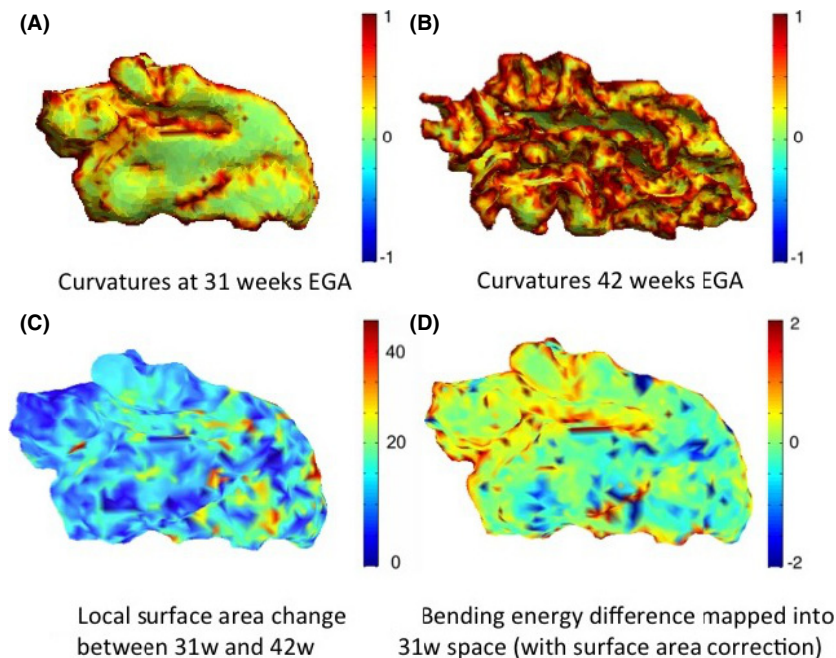 (A)
1
0
-1
Curvatures at 31 weeks EGA
(B)
1
0
-1
Curvatures 42 weeks EGA
(C)
40
20
0
Local surface area change
between 31w and 42w
(D)
2
0
-2
Bending energy difference mapped into
31w space (with surface area correction)